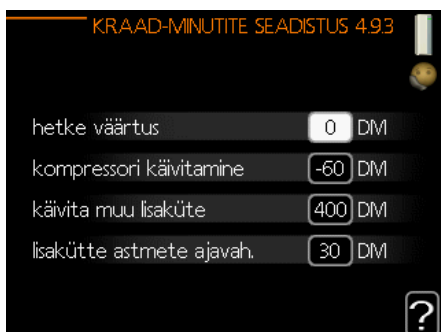 KRAAD-MINUTITE SEADISTUS 4.9.3
hetke väärtus 0 DM
kompressori käivitamine -60 DM
käivita muu lisaküte 400 DM
lisakütte astmete ajavah. 30 DM
?